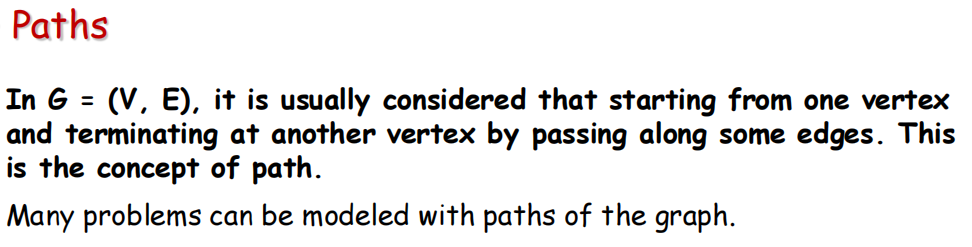 Paths
In G = (V, E), it is usually considered that starting from one vertex
and terminating at another vertex by passing along some edges. This
is the concept of path.
Many problems can be modeled with paths of the graph.